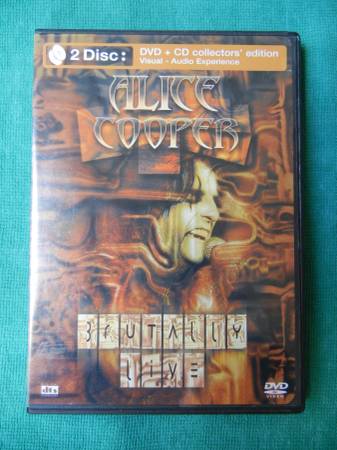 2 Disc:
DVD + CD collectors' edition
Visual - Audio Experience
ALICE
COOPER
BRUTALLY
LiVE
dts
DVD
VIDEO